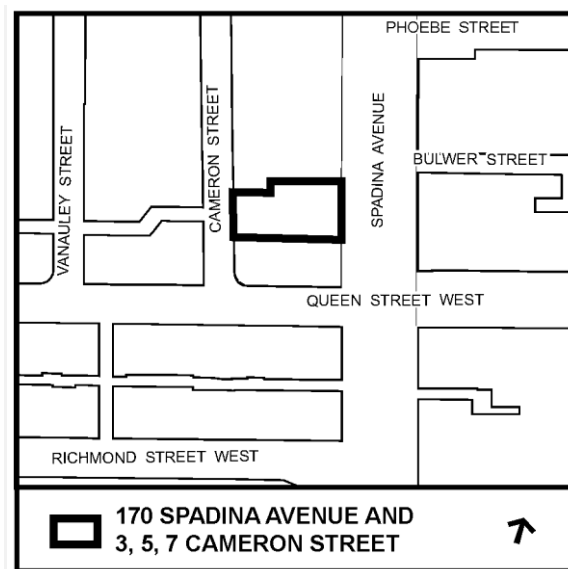 PHOEBE STREET
VANAULEY STREET
CAMERON STREET
SPADINA AVENUE
BULWER STREET
QUEEN STREET WEST
RICHMOND STREET WEST
170 SPADINA AVENUE AND
3, 5, 7 CAMERON STREET